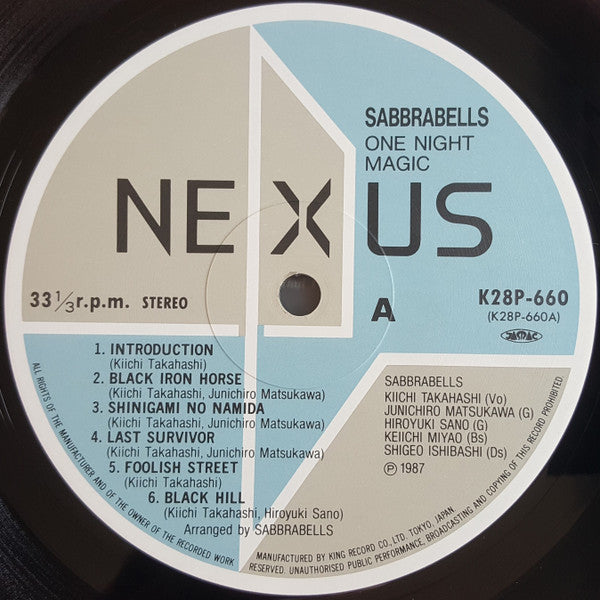 SABBRABELLS
ONE NIGHT
MAGIC
NEXUS
33 1/3 r.p.m. STEREO
A
K28P-660
(K28P-660A)
JASRAC
1. INTRODUCTION
(Kiichi Takahashi)
2. BLACK IRON HORSE
(Kiichi Takahashi, Junichiro Matsukawa)
3. SHINIGAMI NO NAMIDA
(Kiichi Takahashi, Junichiro Matsukawa)
4. LAST SURVIVOR
(Kiichi Takahashi, Junichiro Matsukawa)
5. FOOLISH STREET
(Kiichi Takahashi)
6. BLACK HILL
(Kiichi Takahashi, Hiroyuki Sano)
Arranged by SABBRABELLS
SABBRABELLS
KIICHI TAKAHASHI (Vo)
JUNICHIRO MATSUKAWA (G)
HIROYUKI SANO (G)
KEIICHI MIYAO (Bs)
SHIGEO ISHIBASHI (Ds)
Ⓟ 1987
ALL RIGHTS OF THE MANUFACTURER AND OF THE OWNER OF THE RECORDED WORK
RESERVED. UNAUTHORISED PUBLIC PERFORMANCE, BROADCASTING AND COPYING OF THIS RECORD PROHIBITED
MANUFACTURED BY KING RECORD CO., LTD. TOKYO, JAPAN